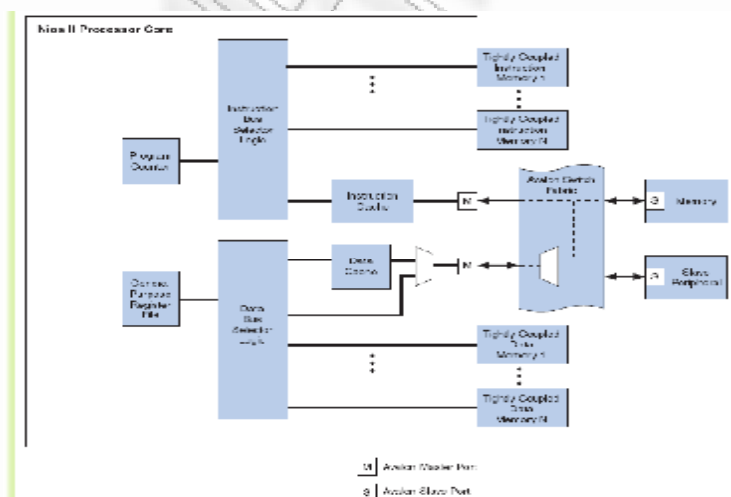 Nios II Processor Core
Tightly Coupled
Instruction
Memory 1
Instruction
Bus
Selector
Logic
Tightly Coupled
Instruction
Memory N
Program
Counter
Avalon Switch
Fabric
Instruction
Cache
M
S
Memory
Data
Cache
M
General
Purpose
Register
File
S
Slave
Peripheral
Data
Bus
Selector
Logic
Tightly Coupled
Data
Memory 1
Tightly Coupled
Data
Memory N
M Avalon Master Port
S Avalon Slave Port